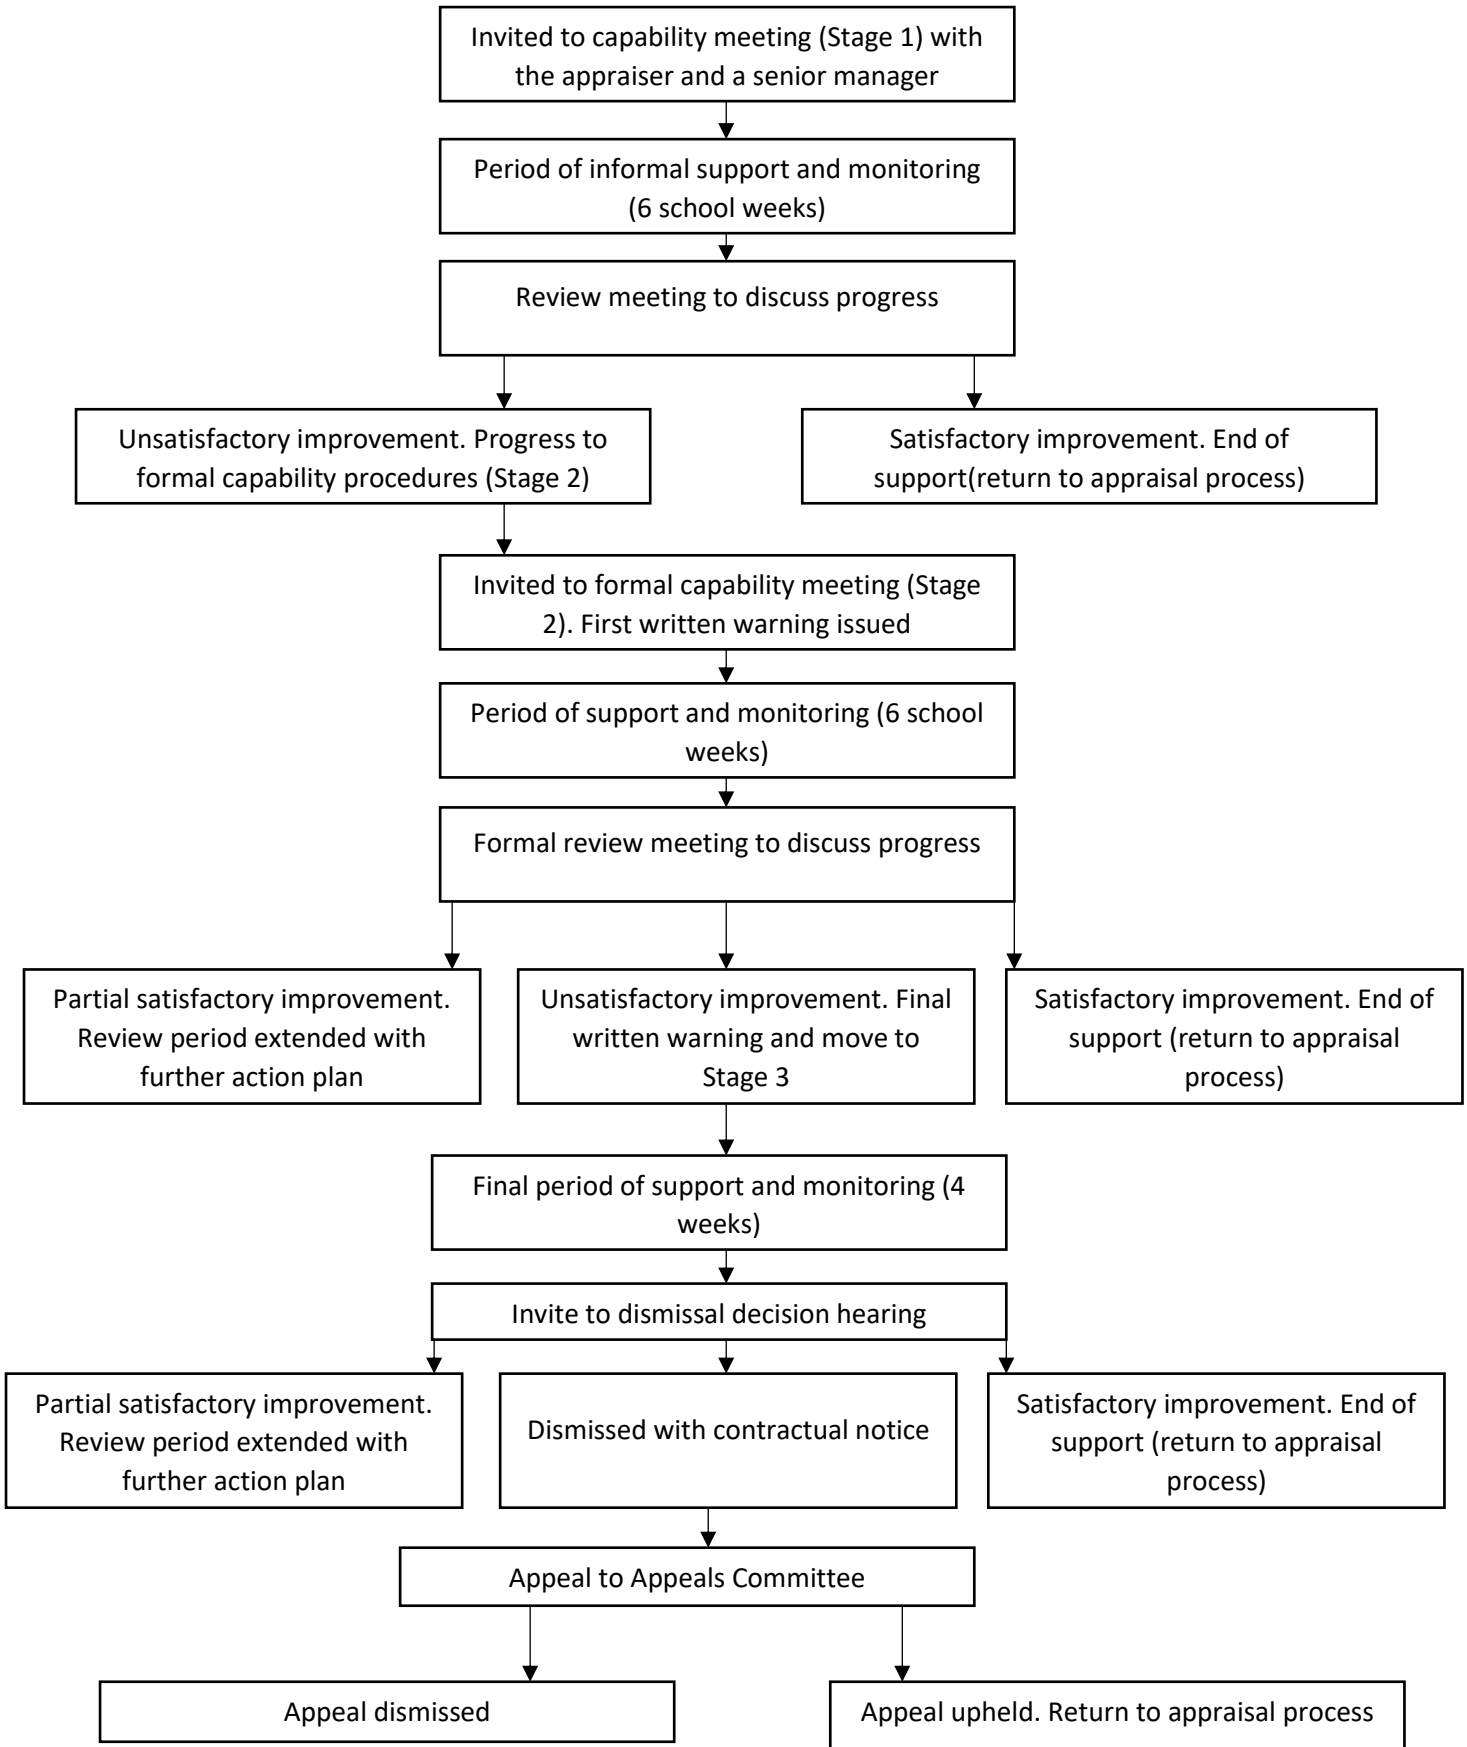 Invited to capability meeting (Stage 1) with
the appraiser and a senior manager
Period of informal support and monitoring
(6 school weeks)
Review meeting to discuss progress
Unsatisfactory improvement. Progress to
formal capability procedures (Stage 2)
Satisfactory improvement. End of
support(return to appraisal process)
Invited to formal capability meeting (Stage
2). First written warning issued
Period of support and monitoring (6 school
weeks)
Formal review meeting to discuss progress
Partial satisfactory improvement.
Review period extended with
further action plan
Unsatisfactory improvement. Final
written warning and move to
Stage 3
Satisfactory improvement. End of
support (return to appraisal
process)
Final period of support and monitoring (4
weeks)
Invite to dismissal decision hearing
Partial satisfactory improvement.
Review period extended with
further action plan
Dismissed with contractual notice
Satisfactory improvement. End of
support (return to appraisal
process)
Appeal to Appeals Committee
Appeal dismissed
Appeal upheld. Return to appraisal process